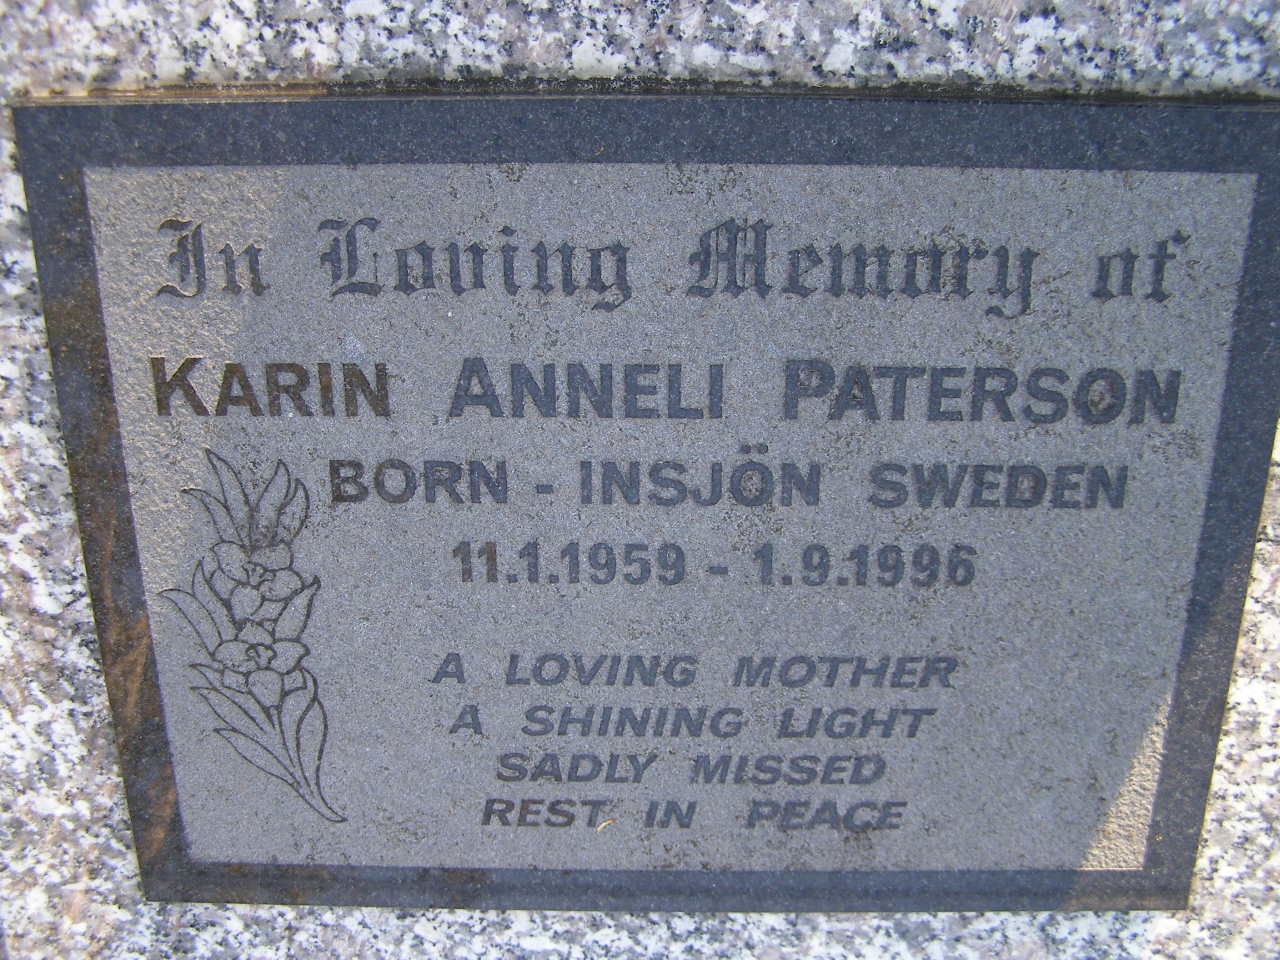 In Loving Memory of
KARIN ANNELI PATERSON
BORN - INSJÖN SWEDEN
11.1.1959 - 1.9.1996
A LOVING MOTHER
A SHINING LIGHT
SADLY MISSED
REST IN PEACE